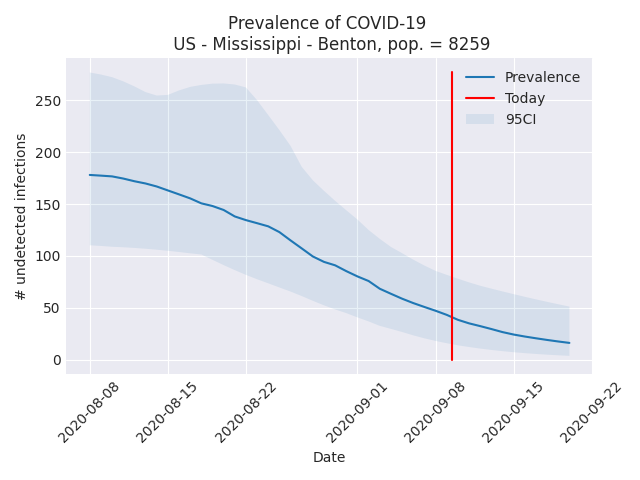 Prevalence of COVID-19
US - Mississippi - Benton, pop. = 8259
Prevalence
Today
95CI
# undetected infections
250
200
150
100
50
0
2020-08-08
2020-08-15
2020-08-22
2020-09-01
2020-09-08
2020-09-15
2020-09-22
Date